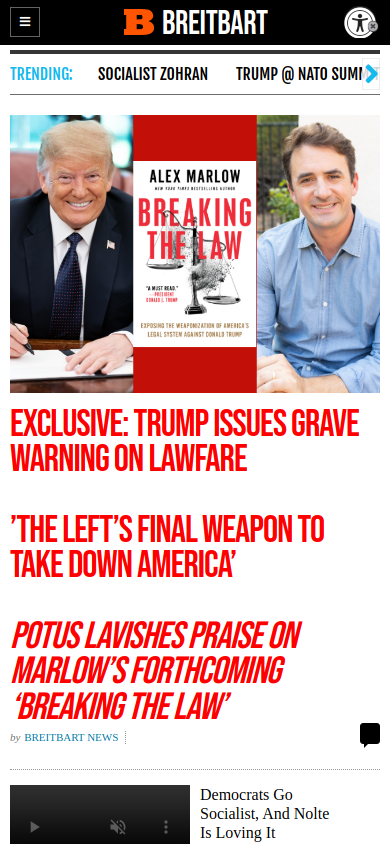 BREITBART
TRENDING:
SOCIALIST ZOHRAN
TRUMP @ NATO SUMM
ALEX MARLOW
NEW YORK TIMES BESTSELLING AUTHOR
BREAKING
THE LAW
"A MUST READ."
—PRESIDENT
DONALD J. TRUMP
EXPOSING THE WEAPONIZATION OF AMERICA'S
LEGAL SYSTEM AGAINST DONALD TRUMP
EXCLUSIVE: TRUMP ISSUES GRAVE
WARNING ON LAWFARE
’THE LEFT’S FINAL WEAPON TO
TAKE DOWN AMERICA’
POTUS LAVISHES PRAISE ON
MARLOW’S FORTHCOMING
‘BREAKING THE LAW’
by BREITBART NEWS
Democrats Go
Socialist, And Nolte
Is Loving It